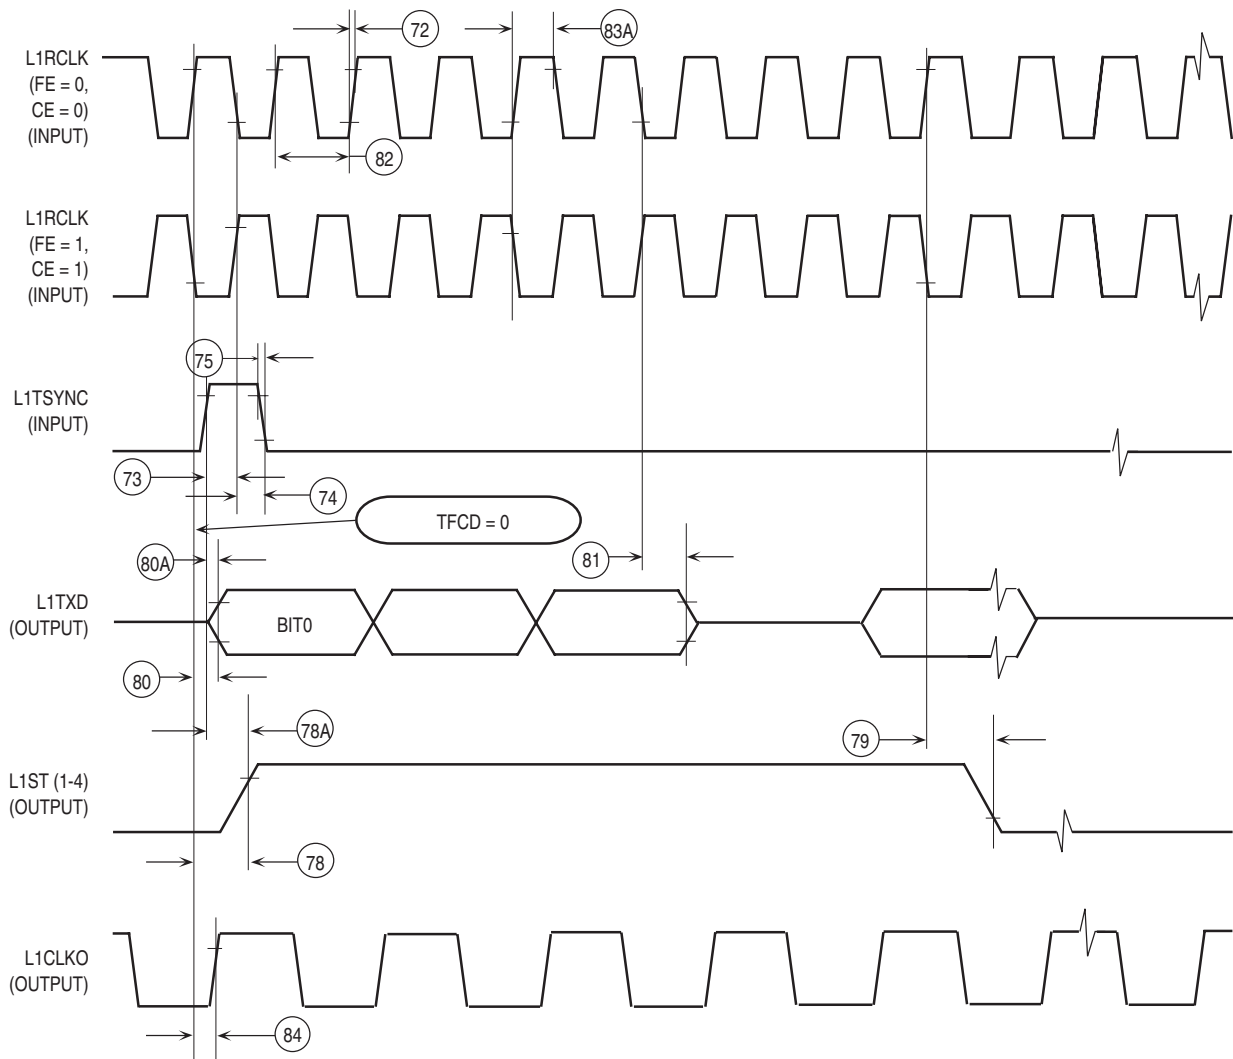 72
83A
L1RCLK
(FE = 0,
CE = 0)
(INPUT)
82
L1RCLK
(FE = 1,
CE = 1)
(INPUT)
75
L1TSYNC
(INPUT)
73
74
TFCD = 0
80A
81
L1TXD
(OUTPUT)
BIT0
80
78A
79
L1ST (1-4)
(OUTPUT)
78
L1CLKO
(OUTPUT)
84